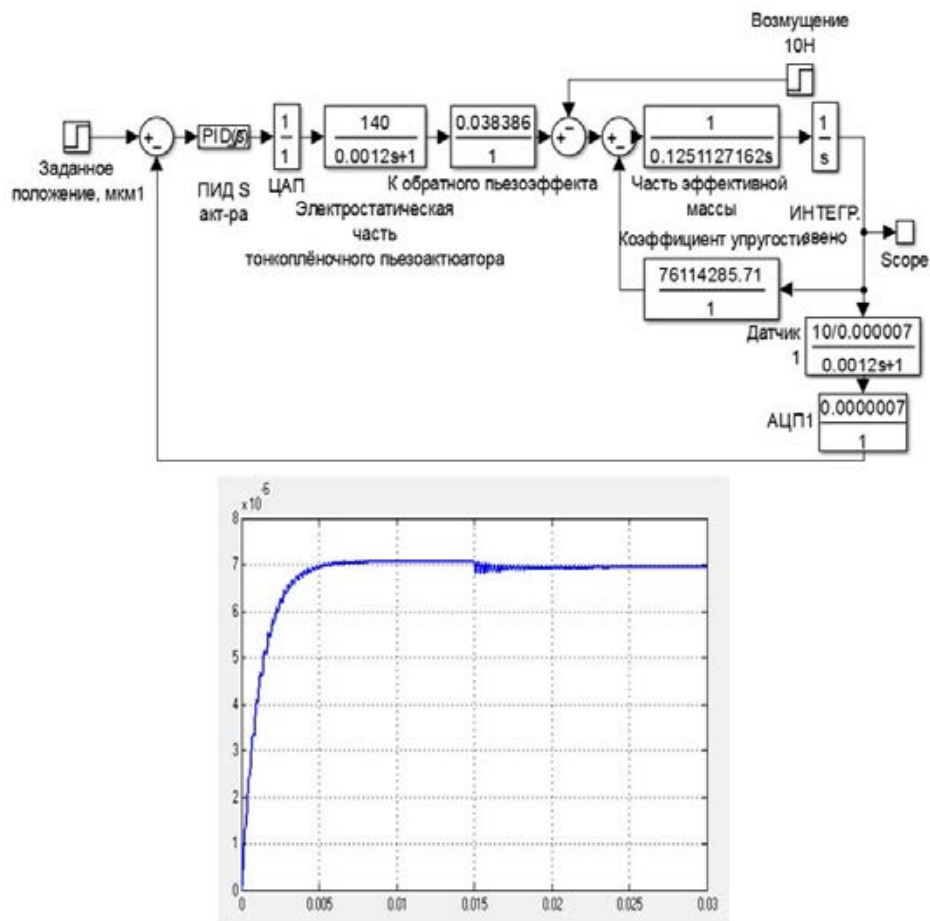 Возмущение
10Н
Заданное
положение, мкм1
+
−
PID(s)
ПИД S
акт-ра
1
1
ЦАП
140
0.0012s+1
Электростатическая
часть
тонкоплёночного пьезоактюатора
0.038386
1
К обратного пьезоэффекта
+
−
+
−
1
0.1251127162s
Часть эффективной
массы
1
s
ИНТЕГР.
звено
Scope
Коэффициент упругости
76114285.71
1
Датчик
1
10/0.000007
0.0012s+1
АЦП1
0.0000007
1
x 10
-6
8
7
6
5
4
3
2
1
0
0
0.005
0.01
0.015
0.02
0.025
0.03